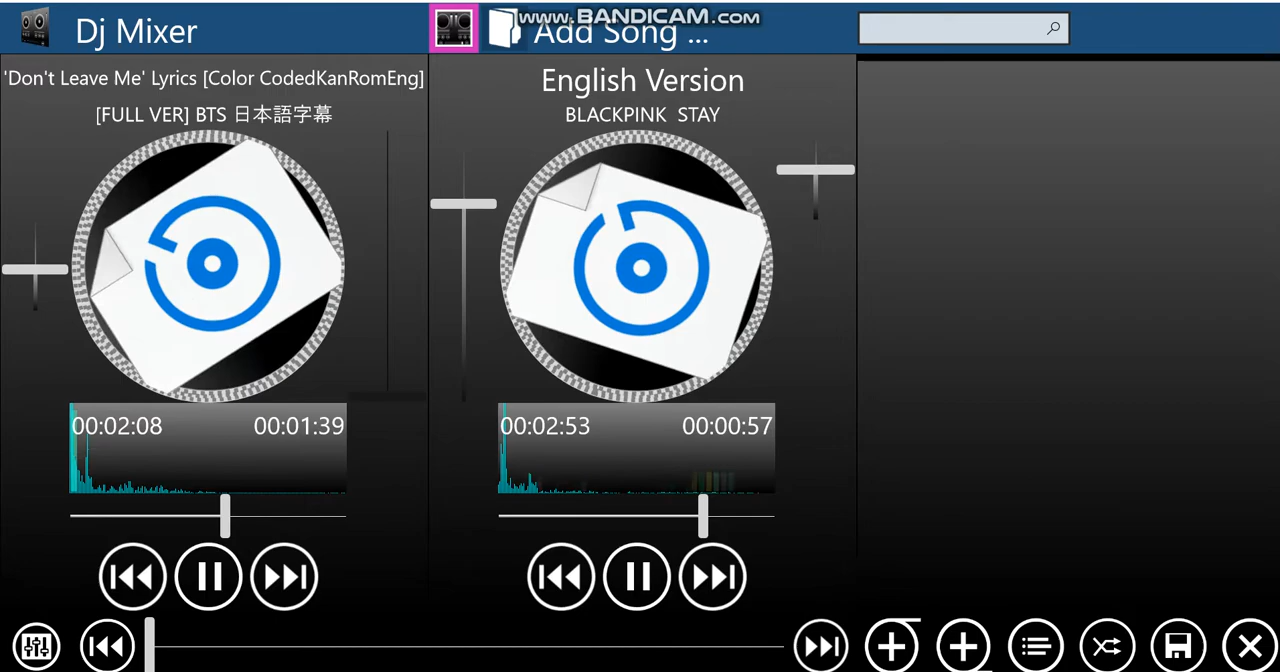 www.BANDICAM.com
Dj Mixer
Add Song ...
'Don't Leave Me' Lyrics [Color CodedKanRomEng]
[FULL VER] BTS 日本語字幕
English Version
BLACKPINK STAY
00:02:08 00:01:39
00:02:53 00:00:57